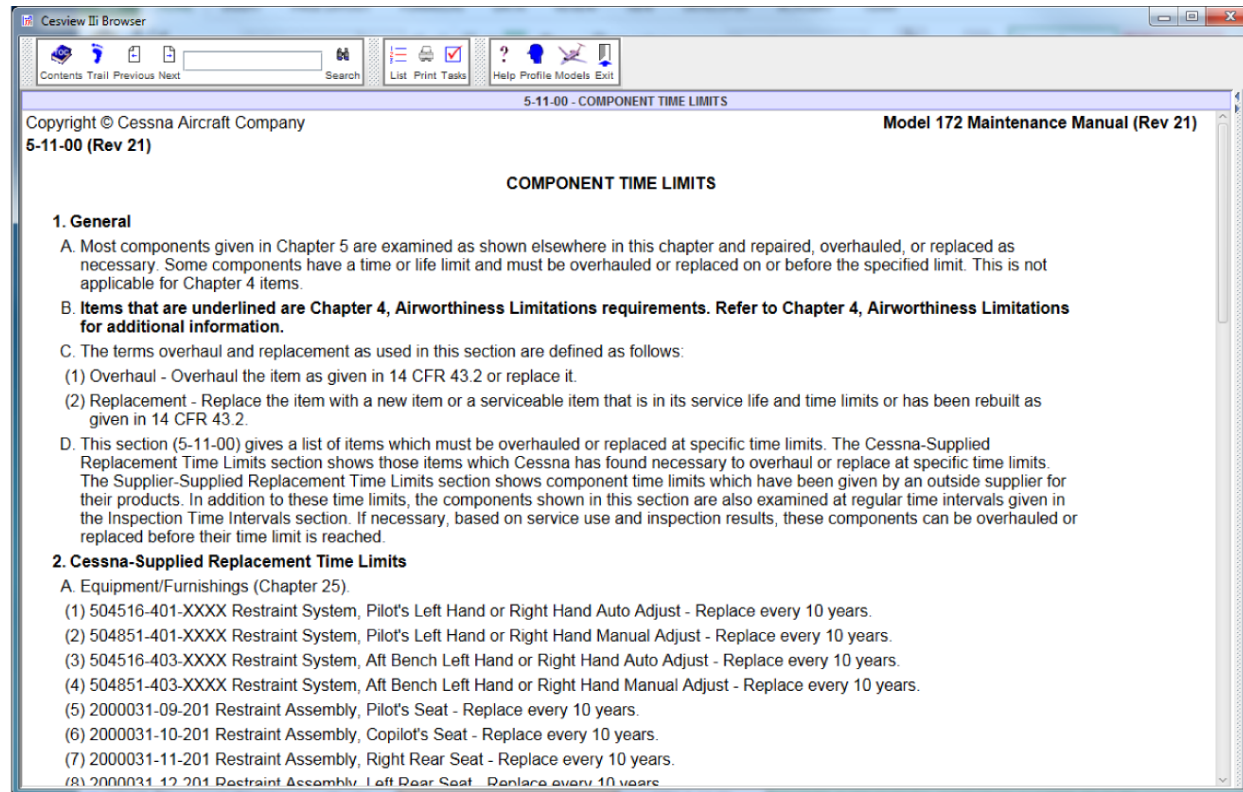 Cesview IIi Browser
TOC
Contents Trail Previous Next Search List Print Tasks Help Profile Models Exit
5-11-00 - COMPONENT TIME LIMITS
Copyright © Cessna Aircraft Company Model 172 Maintenance Manual (Rev 21)
5-11-00 (Rev 21)
COMPONENT TIME LIMITS
1. General
A. Most components given in Chapter 5 are examined as shown elsewhere in this chapter and repaired, overhauled, or replaced as
necessary. Some components have a time or life limit and must be overhauled or replaced on or before the specified limit. This is not
applicable for Chapter 4 items.
B. Items that are underlined are Chapter 4, Airworthiness Limitations requirements. Refer to Chapter 4, Airworthiness Limitations
for additional information.
C. The terms overhaul and replacement as used in this section are defined as follows:
(1) Overhaul - Overhaul the item as given in 14 CFR 43.2 or replace it.
(2) Replacement - Replace the item with a new item or a serviceable item that is in its service life and time limits or has been rebuilt as
given in 14 CFR 43.2.
D. This section (5-11-00) gives a list of items which must be overhauled or replaced at specific time limits. The Cessna-Supplied
Replacement Time Limits section shows those items which Cessna has found necessary to overhaul or replace at specific time limits.
The Supplier-Supplied Replacement Time Limits section shows component time limits which have been given by an outside supplier for
their products. In addition to these time limits, the components shown in this section are also examined at regular time intervals given in
the Inspection Time Intervals section. If necessary, based on service use and inspection results, these components can be overhauled or
replaced before their time limit is reached.
2. Cessna-Supplied Replacement Time Limits
A. Equipment/Furnishings (Chapter 25).
(1) 504516-401-XXXX Restraint System, Pilot's Left Hand or Right Hand Auto Adjust - Replace every 10 years.
(2) 504851-401-XXXX Restraint System, Pilot's Left Hand or Right Hand Manual Adjust - Replace every 10 years.
(3) 504516-403-XXXX Restraint System, Aft Bench Left Hand or Right Hand Auto Adjust - Replace every 10 years.
(4) 504851-403-XXXX Restraint System, Aft Bench Left Hand or Right Hand Manual Adjust - Replace every 10 years.
(5) 2000031-09-201 Restraint Assembly, Pilot's Seat - Replace every 10 years.
(6) 2000031-10-201 Restraint Assembly, Copilot's Seat - Replace every 10 years.
(7) 2000031-11-201 Restraint Assembly, Right Rear Seat - Replace every 10 years.
(8) 2000031-12-201 Restraint Assembly, Left Rear Seat - Replace every 10 years.